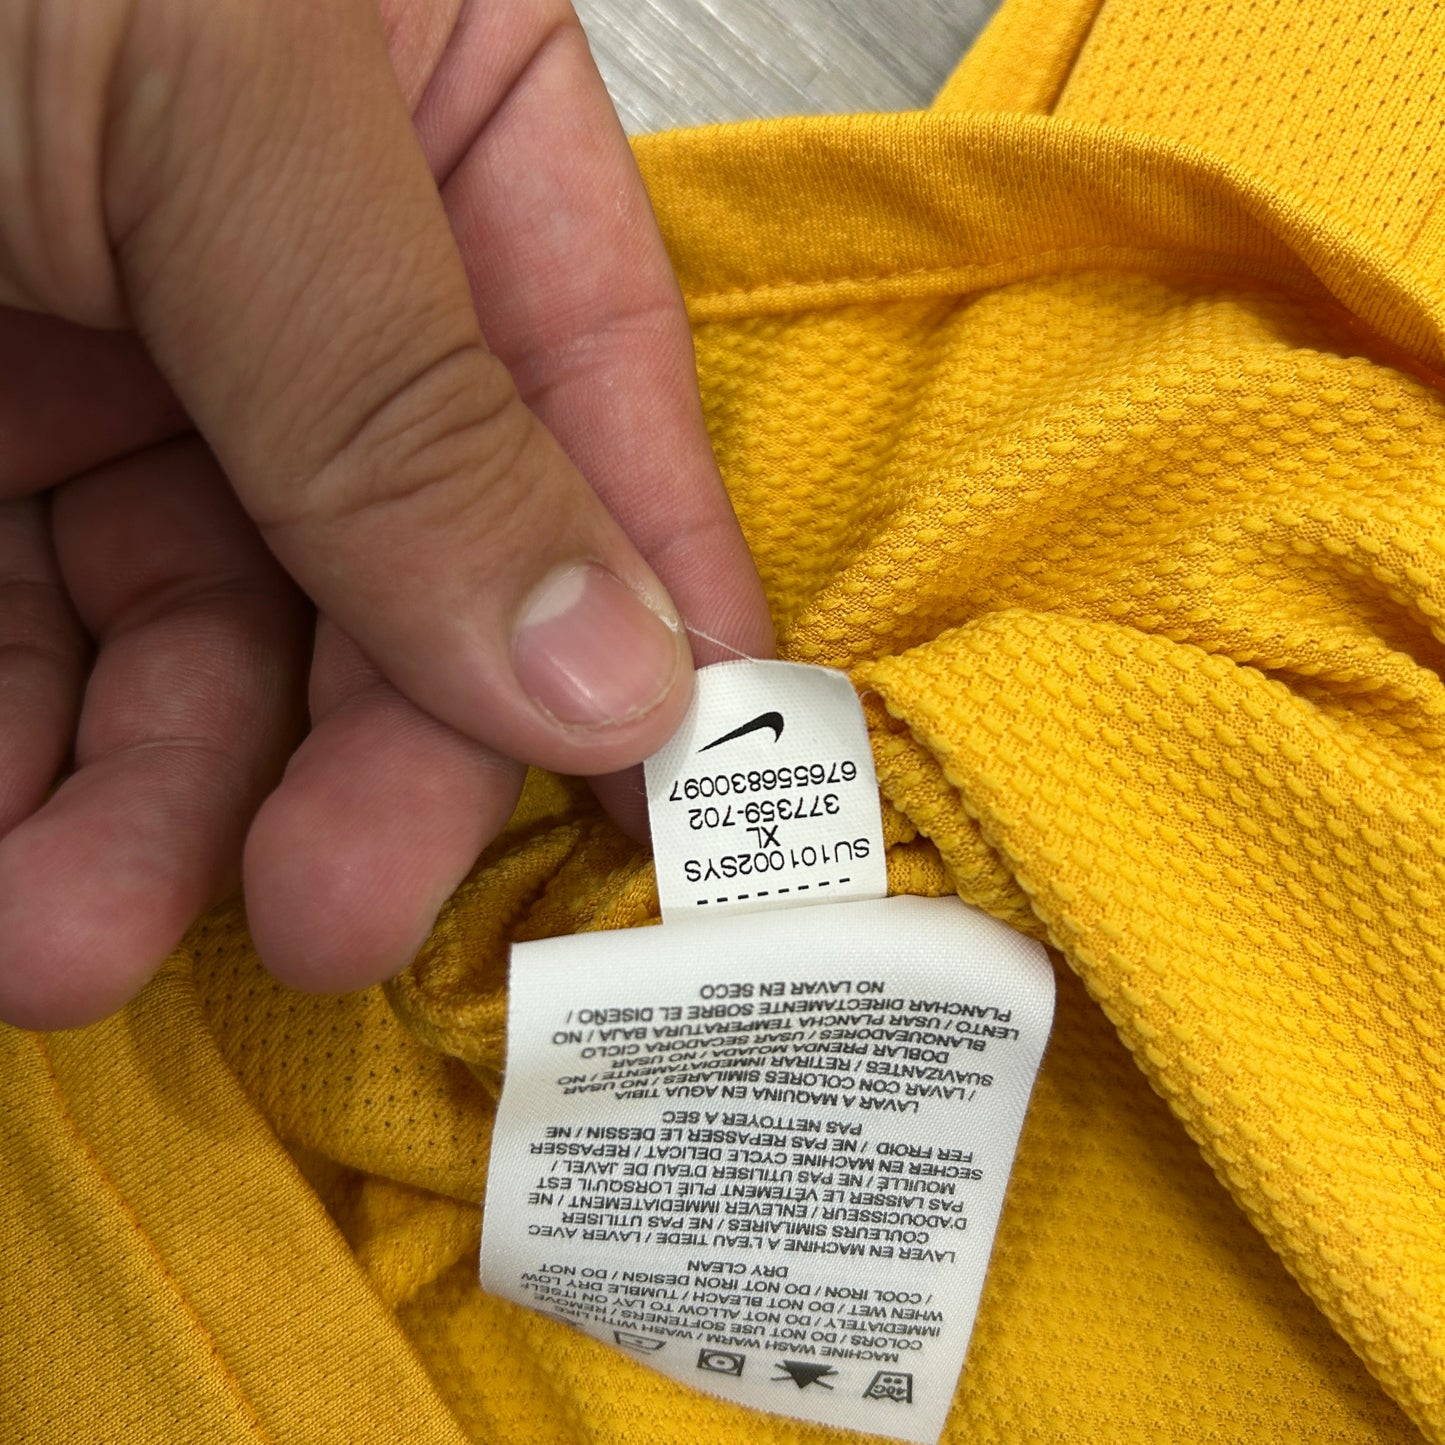 SU101002SYS
XL
377359-702
676556830097
40C
MACHINE WASH WARM / WASH WITH LIKE
COLORS / DO NOT USE SOFTENERS / REMOVE
IMMEDIATELY / DO NOT ALLOW TO LAY ON ITSELF
WHEN WET / DO NOT BLEACH / TUMBLE DRY LOW
/ COOL IRON / DO NOT IRON DESIGN / DO NOT
DRY CLEAN
LAVER EN MACHINE A L'EAU TIEDE / LAVER AVEC
COULEURS SIMILAIRES / NE PAS UTILISER
D'ADOUCISSEUR / ENLEVER IMMEDIATEMENT / NE
PAS LAISSER LE VÊTEMENT PLIÉ LORSQU'IL EST
MOUILLÉ / NE PAS UTILISER D'EAU DE JAVEL /
SECHER EN MACHINE CYCLE DELICAT / REPASSER
FER FROID / NE PAS REPASSER LE DESSIN / NE
PAS NETTOYER A SEC
LAVAR A MAQUINA EN AGUA TIBIA
/ LAVAR CON COLORES SIMILARES / NO USAR
SUAVIZANTES / RETIRAR INMEDIATAMENTE / NO
DOBLAR PRENDA MOJADA / NO USAR
BLANQUEADORES / USAR SECADORA CICLO
LENTO / USAR PLANCHA TEMPERATURA BAJA / NO
PLANCHAR DIRECTAMENTE SOBRE EL DISEÑO /
NO LAVAR EN SECO